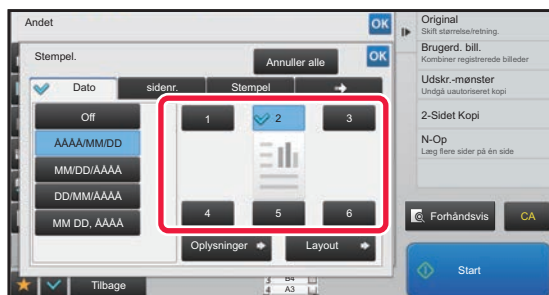 Andet
OK
Stempel.
Annuller alle
OK
Dato
sidenr.
Stempel
Off
ÅÅÅÅ/MM/DD
MM/DD/ÅÅÅÅ
DD/MM/ÅÅÅÅ
MM DD, ÅÅÅÅ
1
2
3
4
5
6
Oplysninger
Layout
Tilbage
B4
4 A3
Original
Skift størrelse/retning.
Brugerd. bill.
Kombiner registrerede billeder
Udskr.-mønster
Undgå uautoriseret kopi
2-Sidet Kopi
N-Op
Læg flere sider på én side
Forhåndsvis
CA
Start